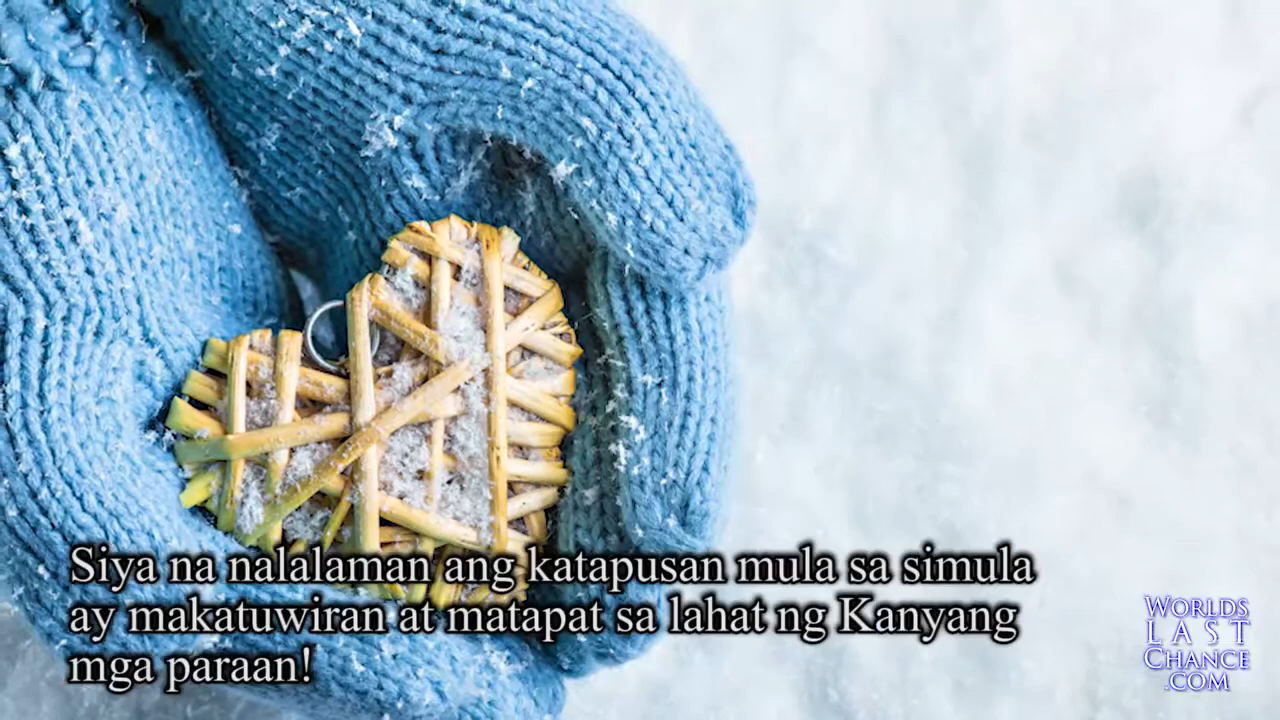 Siya na nalalaman ang katapusan mula sa simula
ay makatuwiran at matapat sa lahat ng Kanyang
mga paraan!
WORLDS
LAST
CHANCE
.COM